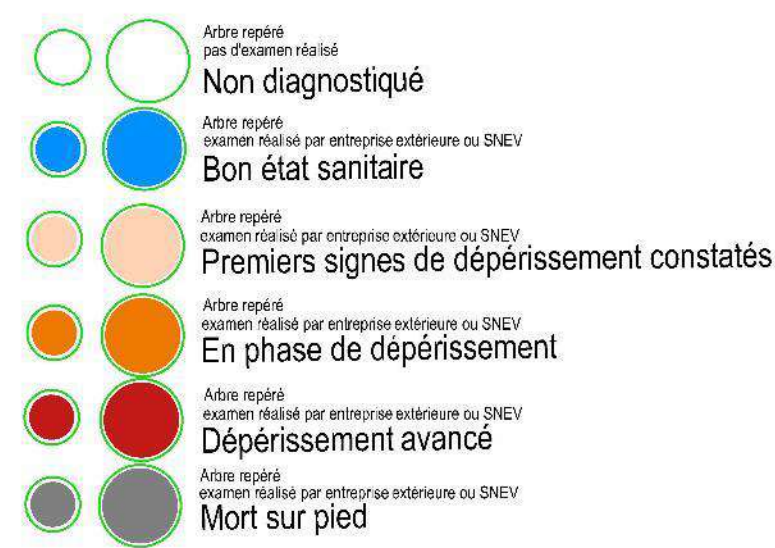 Arbre repéré
pas d'examen réalisé
Non diagnostiqué
Arbre repéré
examen réalisé par entreprise extérieure ou SNEV
Bon état sanitaire
Arbre repéré
examen réalisé par entreprise extérieure ou SNEV
Premiers signes de dépérissement constatés
Arbre repéré
examen réalisé par entreprise extérieure ou SNEV
En phase de dépérissement
Arbre repéré
examen réalisé par entreprise extérieure ou SNEV
Dépérissement avancé
Arbre repéré
examen réalisé par entreprise extérieure ou SNEV
Mort sur pied